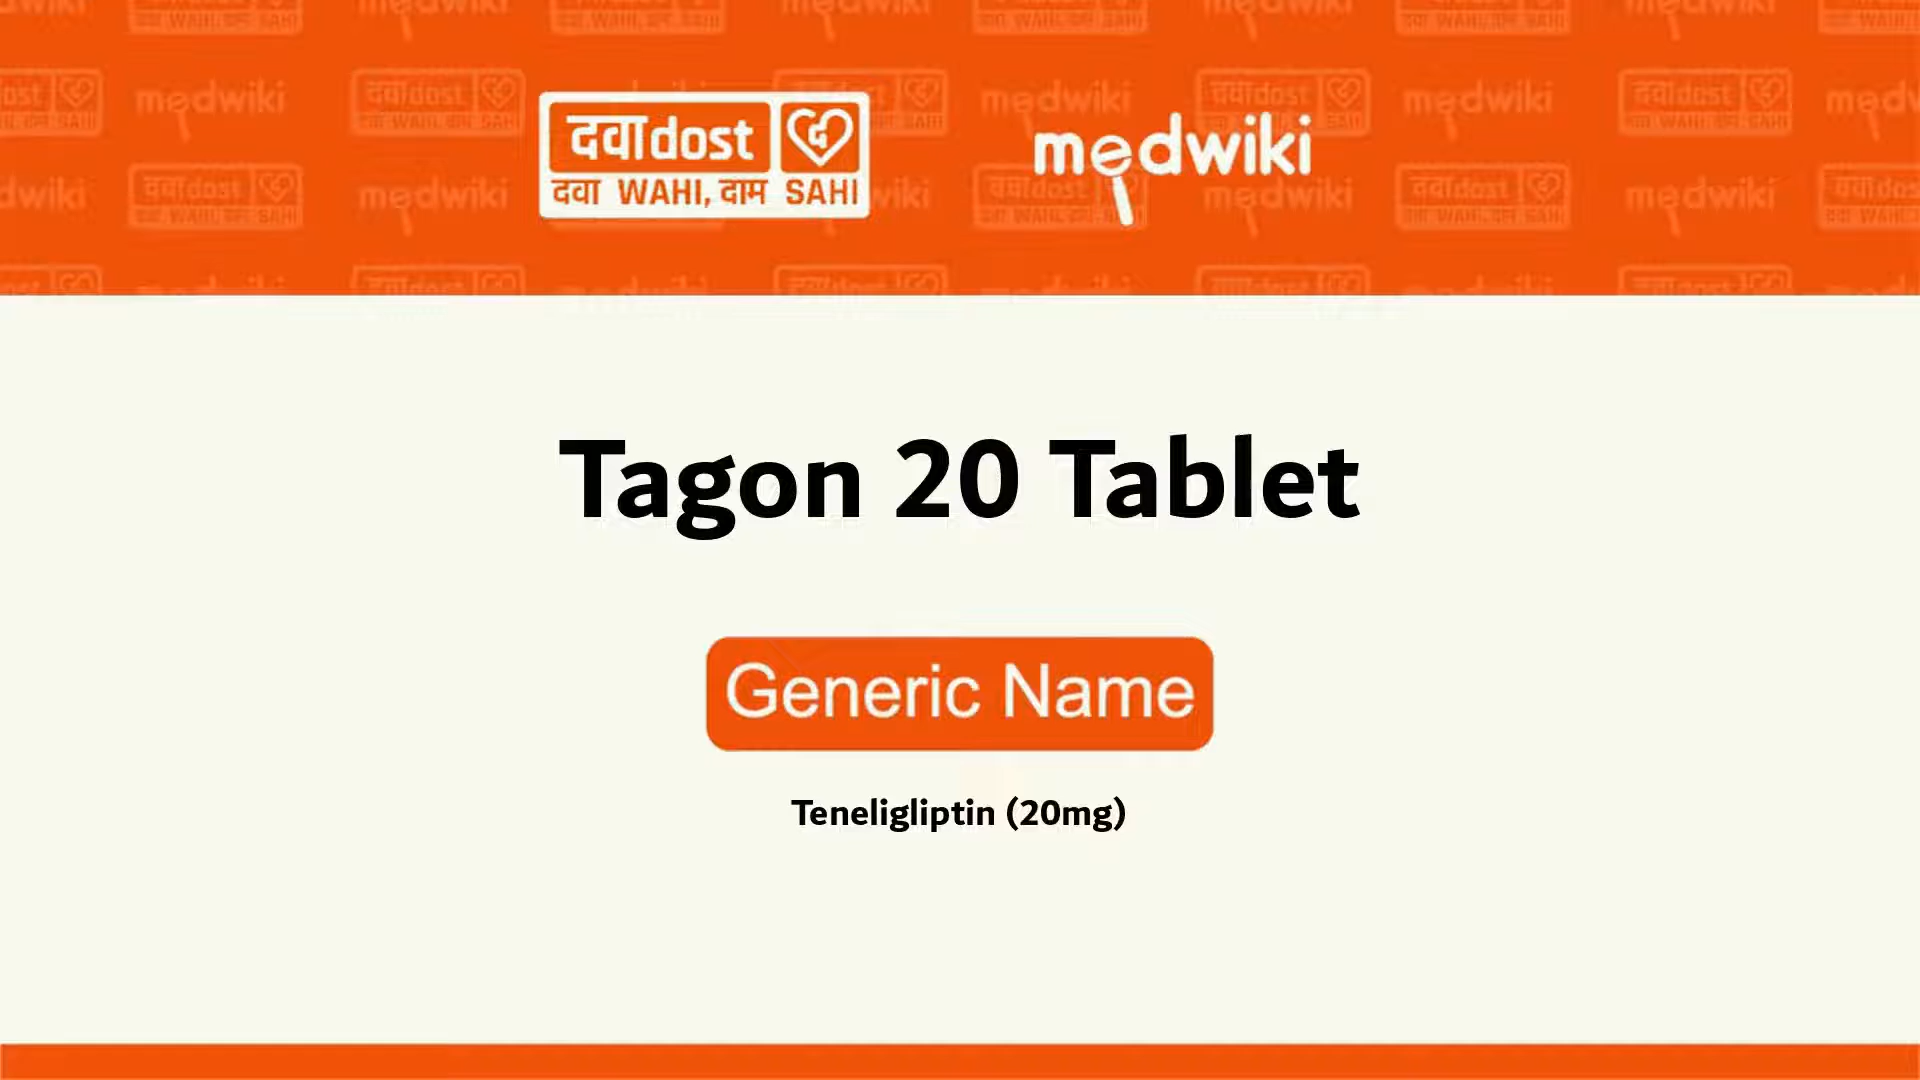 दवाdost
दवा WAHI, दाम SAHI
medwiki
Tagon 20 Tablet
Generic Name
Teneligliptin (20mg)